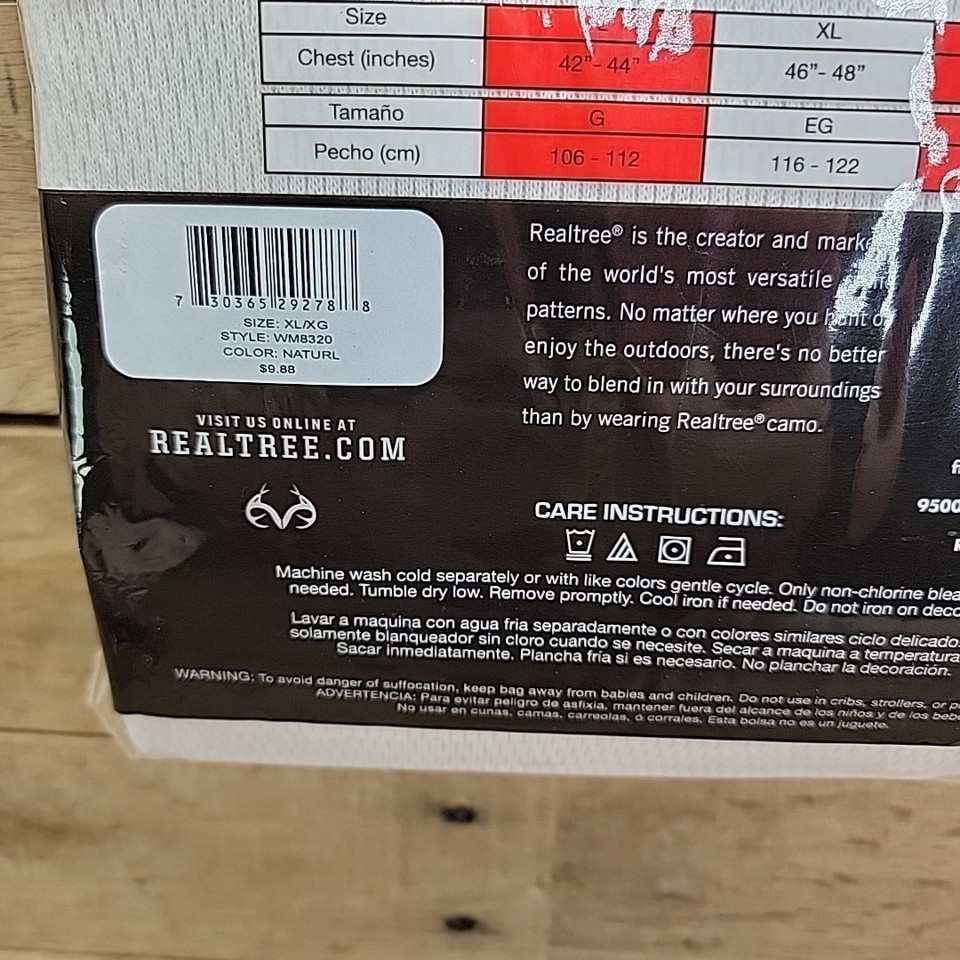 Size L XL
Chest (inches) 42”- 44” 46”- 48”
Tamaño G EG
Pecho (cm) 106 - 112 116 - 122
7 30365 29278 8
SIZE: XL/XG
STYLE: WM8320
COLOR: NATURL
$9.88
VISIT US ONLINE AT
REALTREE.COM
Realtree® is the creator and marke
of the world's most versatile
patterns. No matter where you hunt or
enjoy the outdoors, there's no better
way to blend in with your surroundings
than by wearing Realtree® camo.
9500
CARE INSTRUCTIONS:
Machine wash cold separately or with like colors gentle cycle. Only non-chlorine blea
needed. Tumble dry low. Remove promptly. Cool iron if needed. Do not iron on deco
Lavar a maquina con agua fria separadamente o con colores similares ciclo delicado.
solamente blanqueador sin cloro cuando se necesite. Secar a maquina a temperatura
Sacar inmediatamente. Plancha fría si es necesario. No planchar la decoración.
WARNING: To avoid danger of suffocation, keep bag away from babies and children. Do not use in cribs, strollers, or p
ADVERTENCIA: Para evitar peligro de asfixia, mantener fuera del alcance de los niños y de los beb
No usar en cunas, camas, carreolas, ó corrales. Esta bolsa no es un juguete.